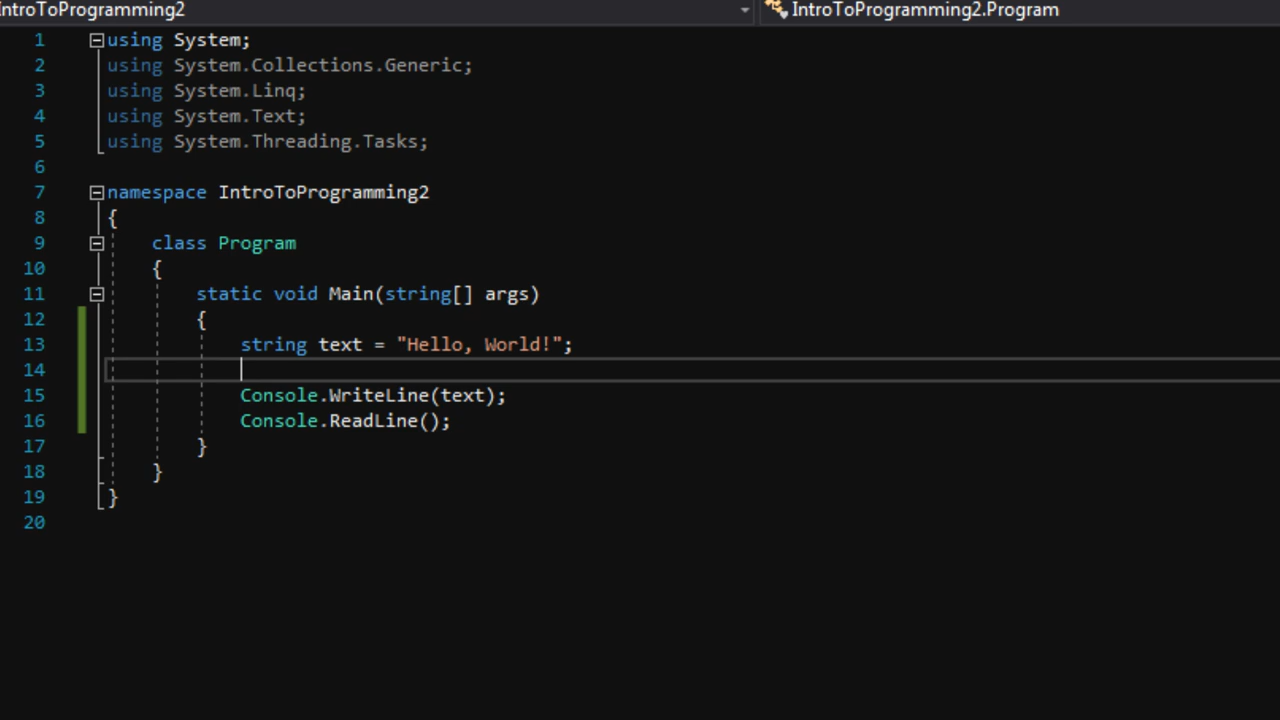 IntroToProgramming2 IntroToProgramming2.Program
1 using System;
2 using System.Collections.Generic;
3 using System.Linq;
4 using System.Text;
5 using System.Threading.Tasks;
6
7 namespace IntroToProgramming2
8 {
9 class Program
10 {
11 static void Main(string[] args)
12 {
13 string text = "Hello, World!";
14
15 Console.WriteLine(text);
16 Console.ReadLine();
17 }
18 }
19 }
20